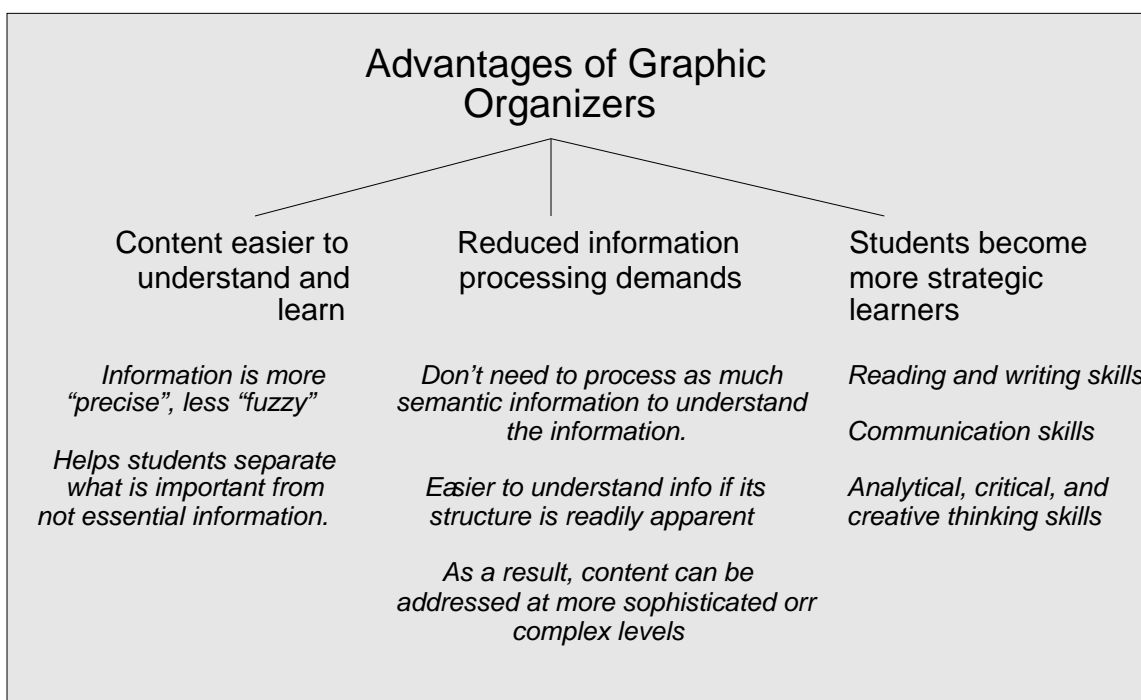 Advantages of Graphic
Organizers
Content easier to
understand and
learn
Information is more
“precise”, less “fuzzy”
Helps students separate
what is important from
not essential information.
Reduced information
processing demands
Don’t need to process as much
semantic information to understand
the information.
Easier to understand info if its
structure is readily apparent
As a result, content can be
addressed at more sophisticated orr
complex levels
Students become
more strategic
learners
Reading and writing skills
Communication skills
Analytical, critical, and
creative thinking skills